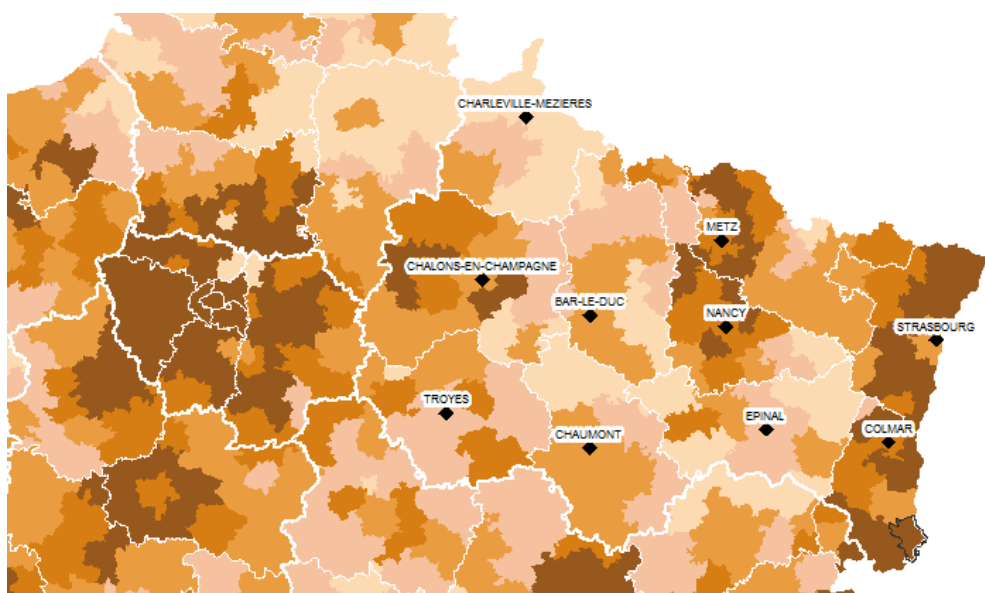 CHARLEVILLE-MEZIERES
METZ
CHALONS-EN-CHAMPAGNE
BAR-LE-DUC
NANCY
STRASBOURG
TROYES
EPINAL
COLMAR
CHAUMONT